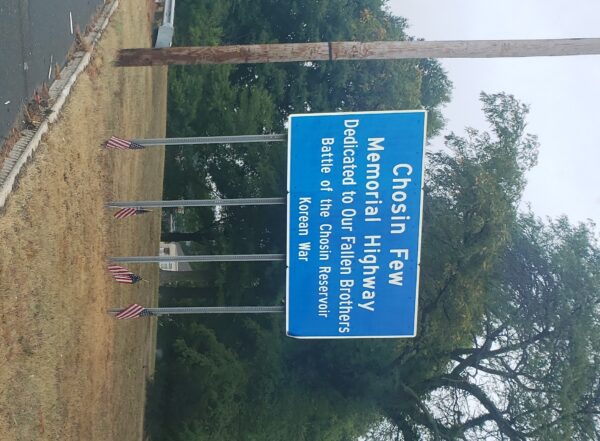 Chosin Few
Memorial Highway
Dedicated to Our Fallen Brothers
Battle of the Chosin Reservoir
Korean War